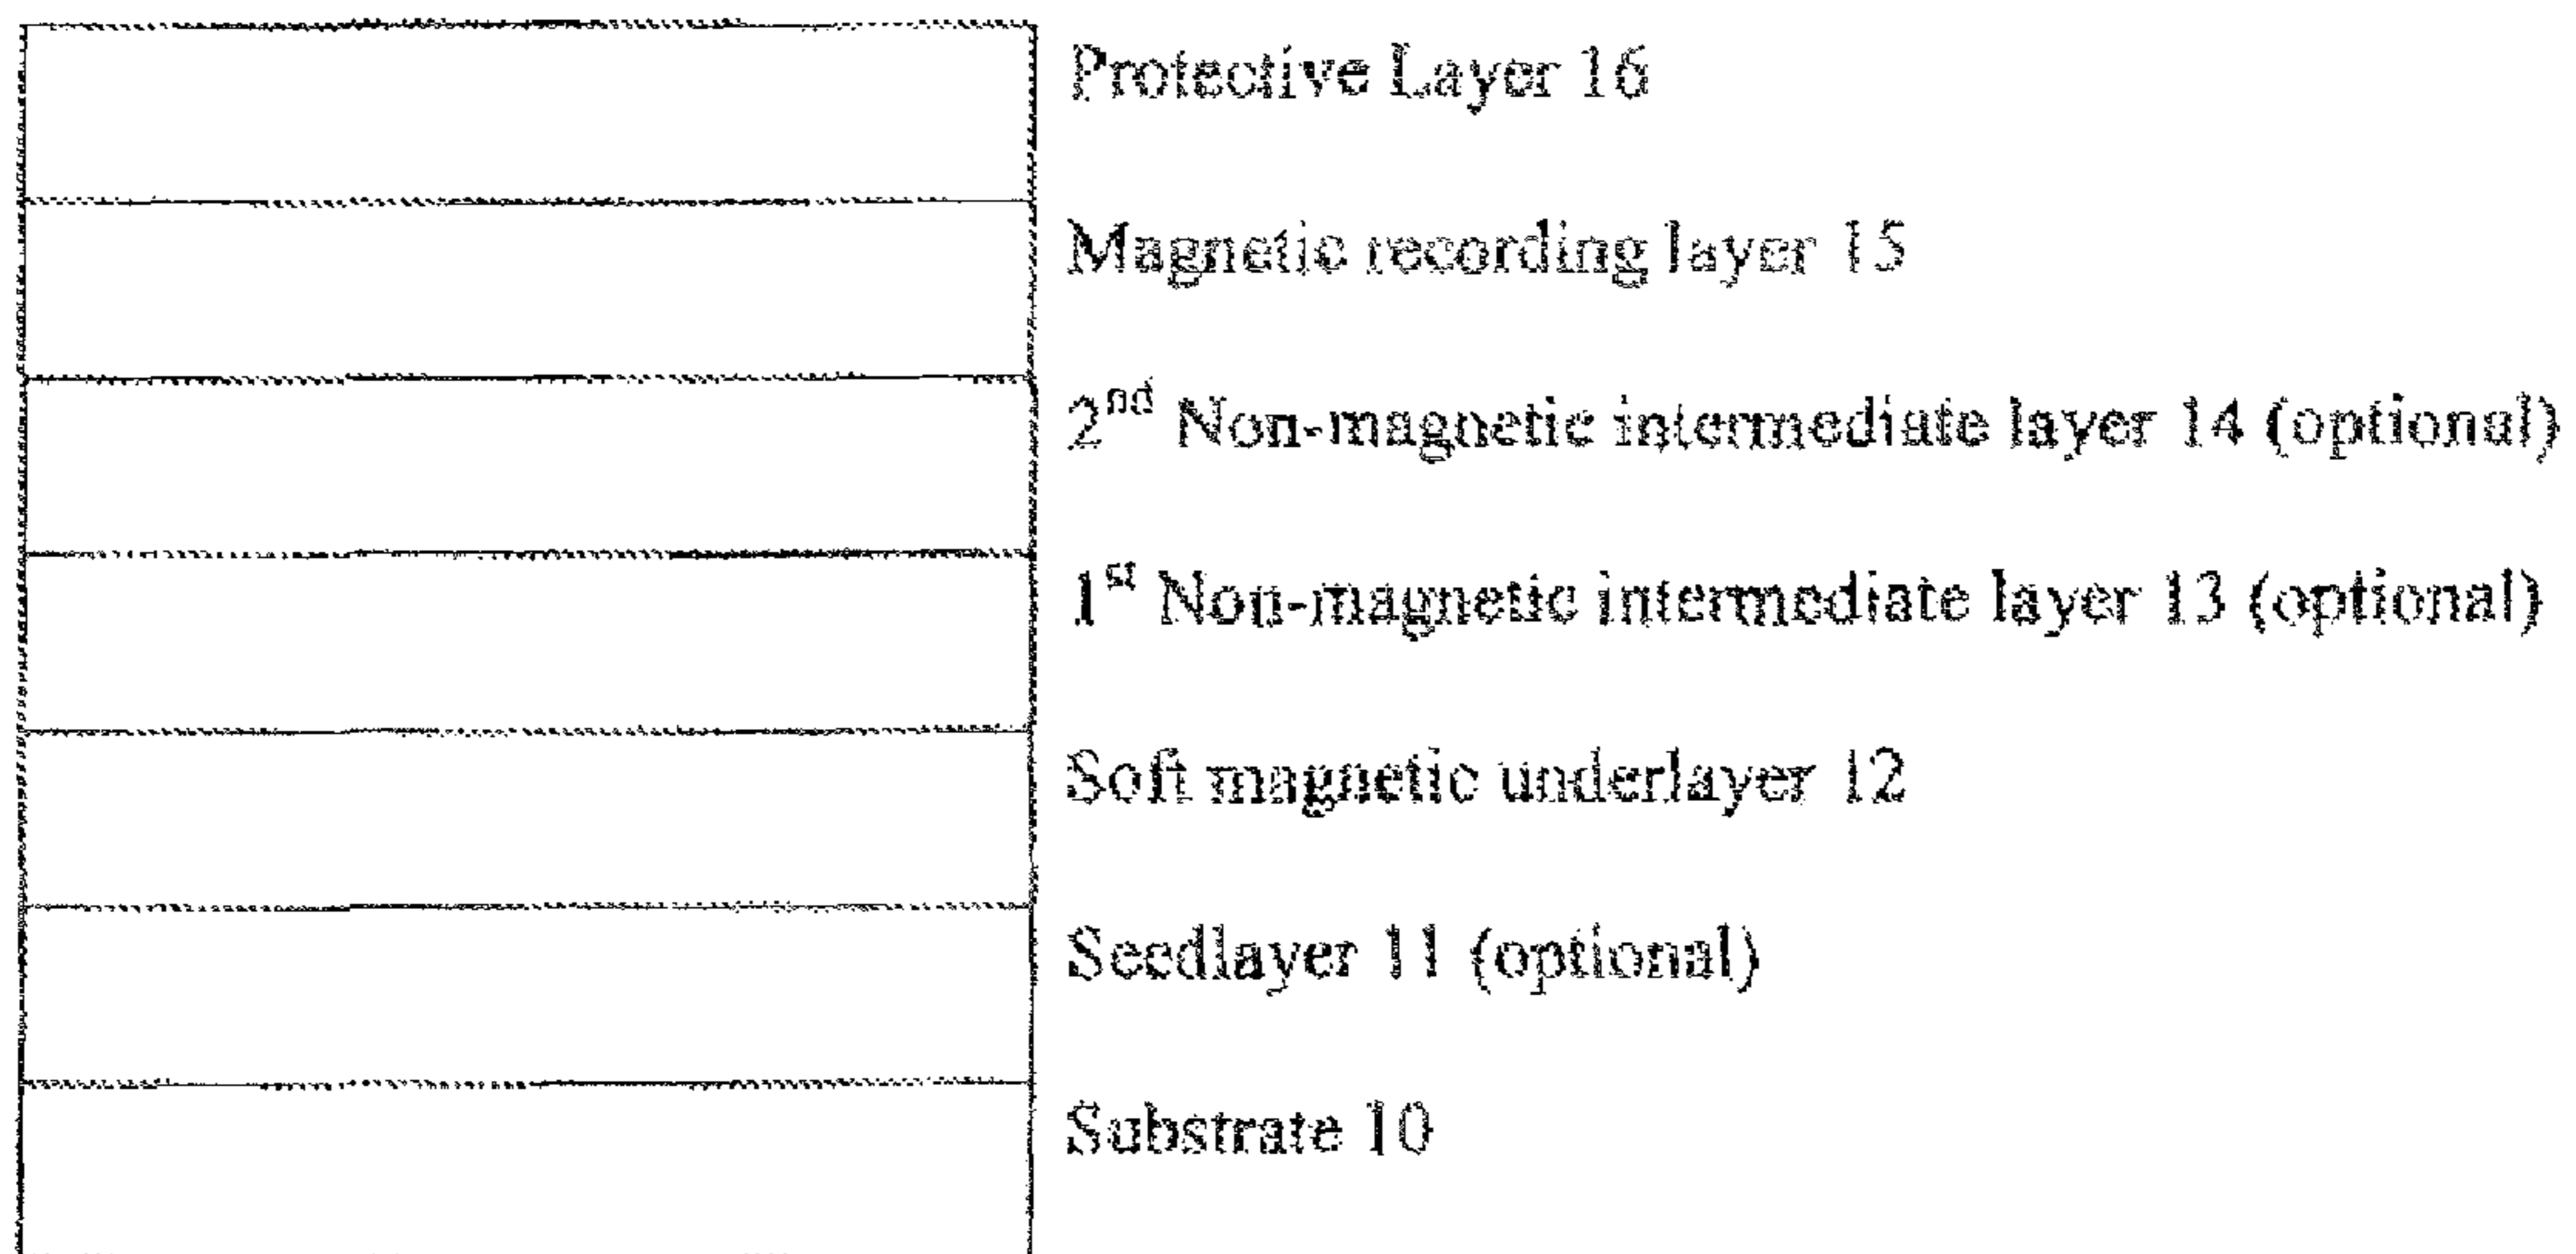 Protective Layer 16
Magnetic recording layer 15
2nd Non-magnetic intermediate layer 14 (optional)
1st Non-magnetic intermediate layer 13 (optional)
Soft magnetic underlayer 12
Seedlayer 11 (optional)
Substrate 10